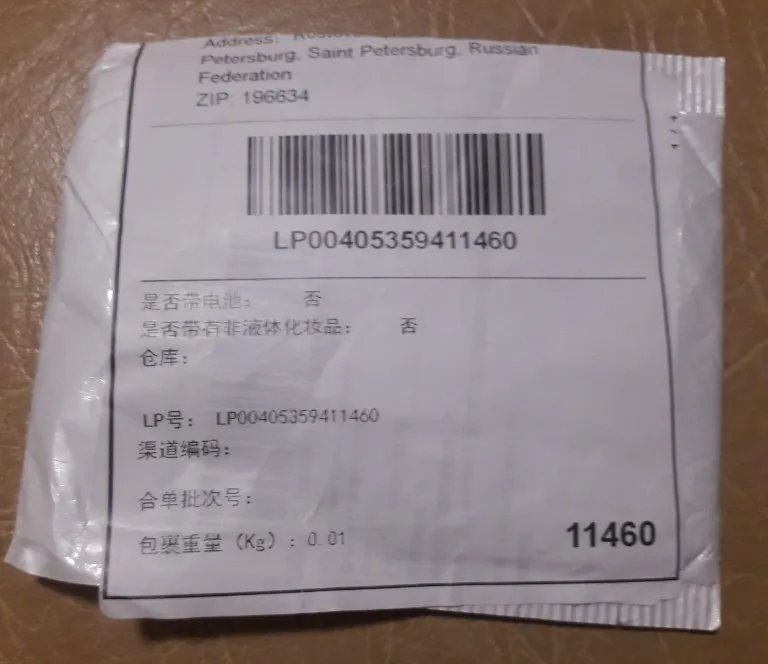 Address:
Petersburg, Saint Petersburg, Russian
Federation
ZIP: 196634
LP00405359411460
是否带电池： 否
是否带有非液体化妆品： 否
仓库：
LP号： LP00405359411460
渠道编码：
合单批次号：
包裹重量（Kg）: 0.01
11460